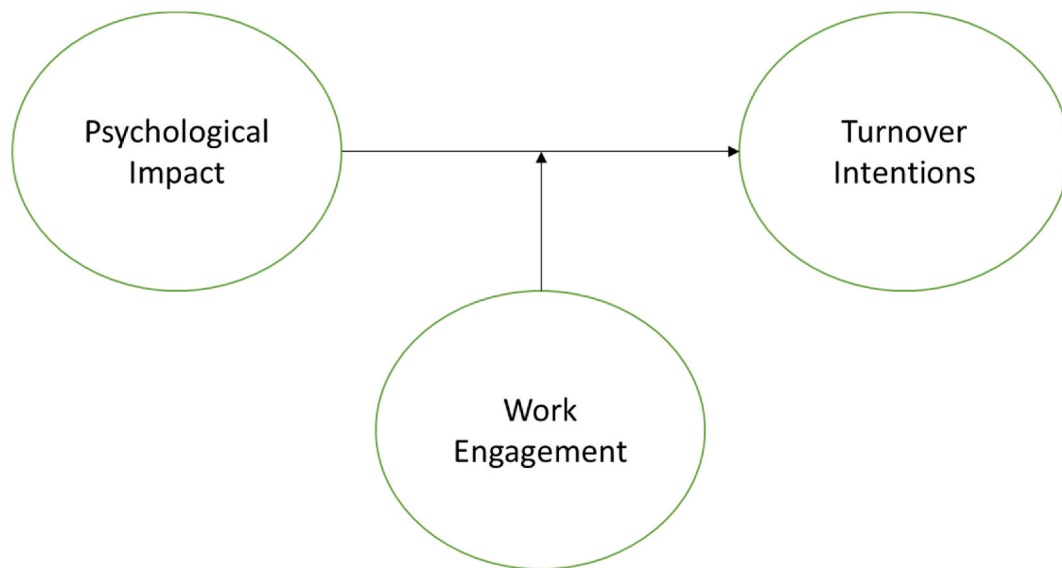 Psychological
Impact
Turnover
Intentions
Work
Engagement